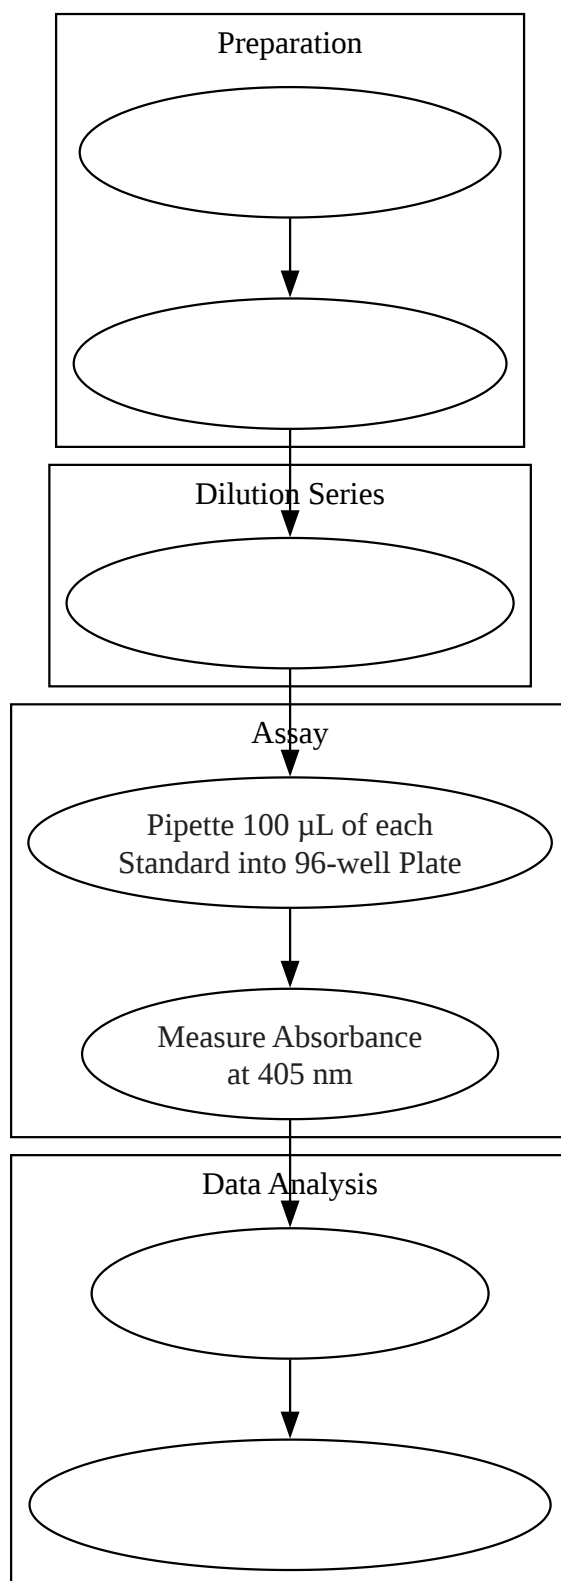 Preparation
Dilution Series
Assay
Pipette 100 µL of each
Standard into 96-well Plate
Measure Absorbance
at 405 nm
Data Analysis